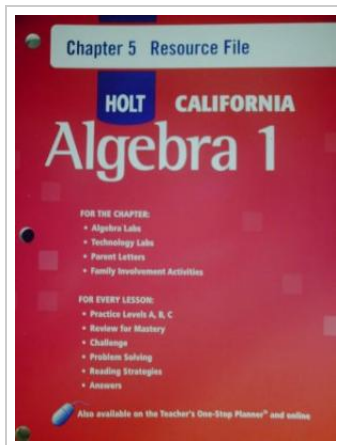 Chapter 5 Resource File
HOLT CALIFORNIA
Algebra 1
FOR THE CHAPTER:
• Algebra Labs
• Technology Labs
• Parent Letters
• Family Involvement Activities
FOR EVERY LESSON:
• Practice Levels A, B, C
• Review for Mastery
• Challenge
• Problem Solving
• Reading Strategies
• Answers
Also available on the Teacher's One-Stop Planner® and online